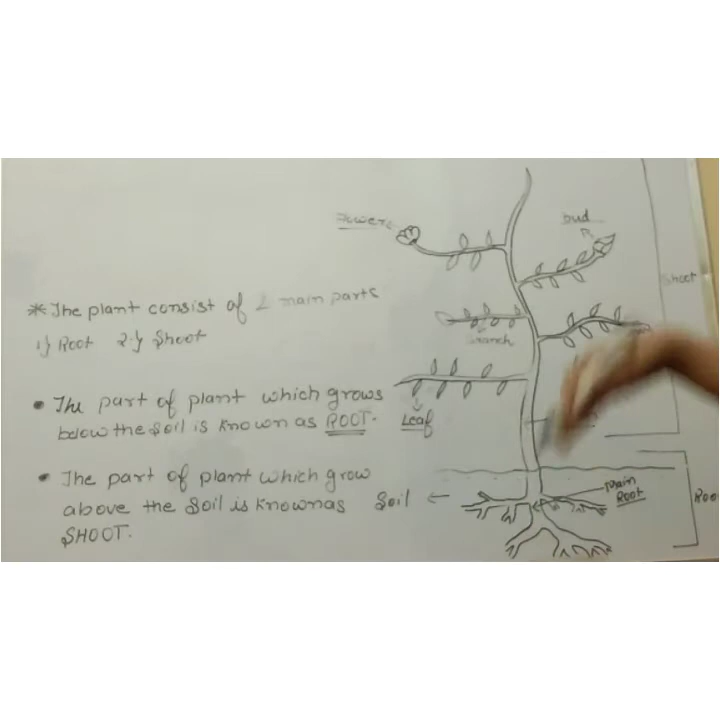 Flowers
bud
Shoot
* The plant consist of 2 main parts
1) Root 2) Shoot
Branch
• The part of plant which grows
below the Soil is known as ROOT.
Leaf
• The part of plant which grow
above the Soil is knownas
SHOOT.
Soil
Main
ROOT
Roo